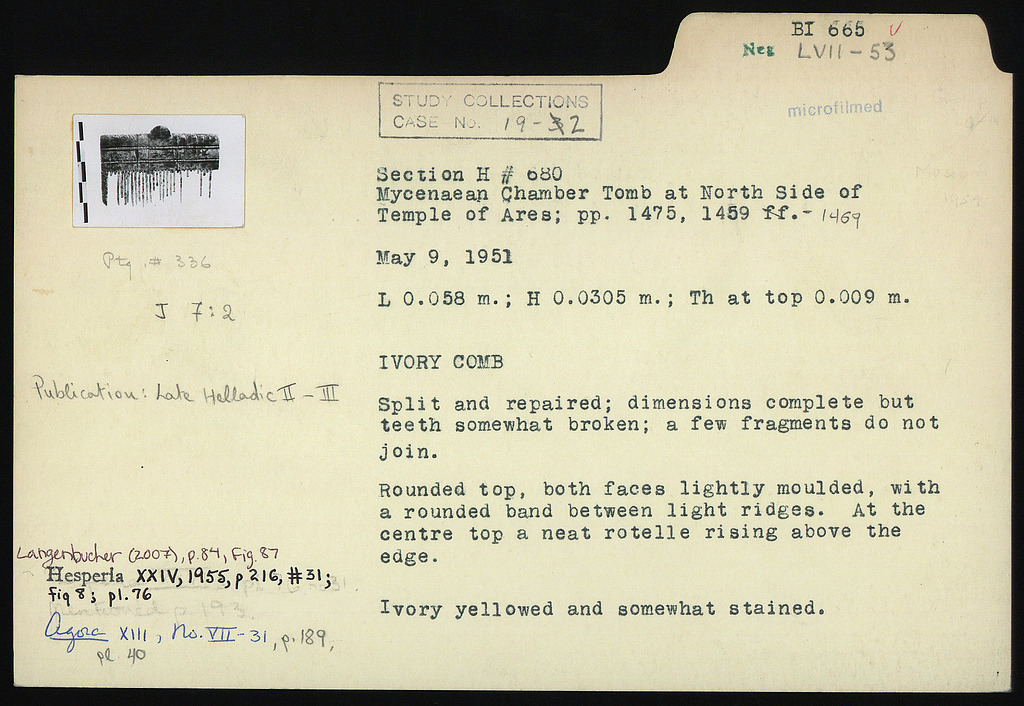 BI 665 ✓
Neg LVII-53
microfilmed
STUDY COLLECTIONS
CASE No. 19-32
Section H # 680
Mycenaean Chamber Tomb at North Side of
Temple of Ares; pp. 1475, 1459 ff.- 1469
May 9, 1951
L 0.058 m.; H 0.0305 m.; Th at top 0.009 m.
IVORY COMB
Split and repaired; dimensions complete but
teeth somewhat broken; a few fragments do not
join.
Rounded top, both faces lightly moulded, with
a rounded band between light ridges. At the
centre top a neat rotelle rising above the
edge.
Ivory yellowed and somewhat stained.
Ptg. # 336
J 7:2
Publication: Late Helladic II - III
Langenbucher (2007), p.84, Fig. 87
Hesperia XXIV, 1955, p 216, #31;
fig 8; pl. 76
Agora XIII, No. VII-31, p. 189,
pl. 40